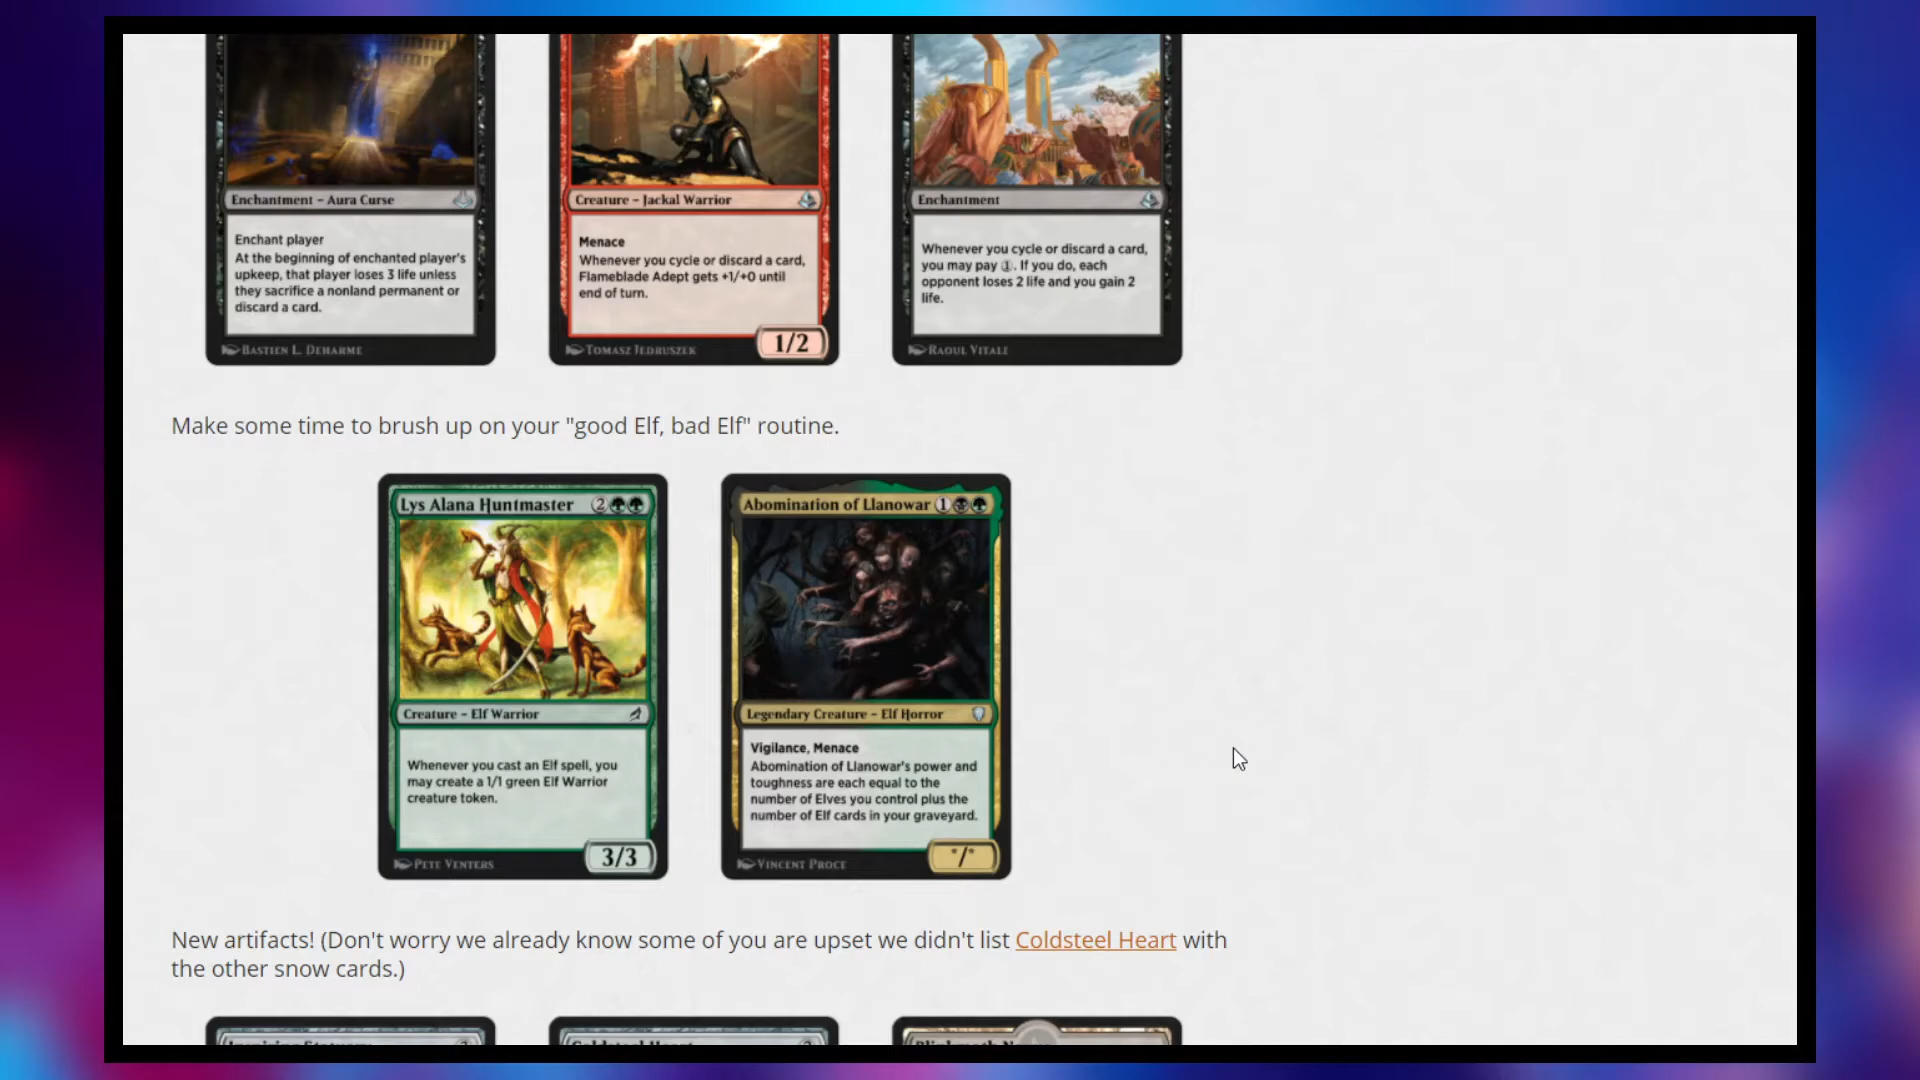 Enchantment – Aura Curse
Enchant player
At the beginning of enchanted player's
upkeep, that player loses 3 life unless
they sacrifice a nonland permanent or
discard a card.
Bastien L. Deharme
Creature – Jackal Warrior
Menace
Whenever you cycle or discard a card,
Flameblade Adept gets +1/+0 until
end of turn.
1/2
Tomasz Jedruszek
Enchantment
Whenever you cycle or discard a card,
you may pay 1. If you do, each
opponent loses 2 life and you gain 2
life.
Raoul Vitale
Make some time to brush up on your "good Elf, bad Elf" routine.
Lys Alana Huntmaster 2
Creature – Elf Warrior
Whenever you cast an Elf spell, you
may create a 1/1 green Elf Warrior
creature token.
3/3
Pete Venters
Abomination of Llanowar 1
Legendary Creature – Elf Horror
Vigilance, Menace
Abomination of Llanowar's power and
toughness are each equal to the
number of Elves you control plus the
number of Elf cards in your graveyard.
*/*
Vincent Proce
New artifacts! (Don't worry we already know some of you are upset we didn't list Coldsteel Heart with
the other snow cards.)
Coldsteel Heart